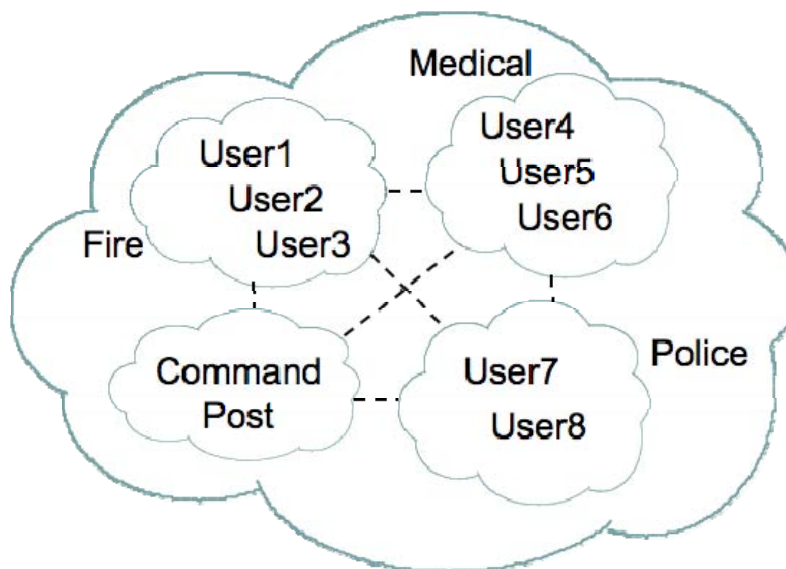 Medical
User4
User5
User6
User1
User2
User3
Fire
Command
Post
User7
User8
Police